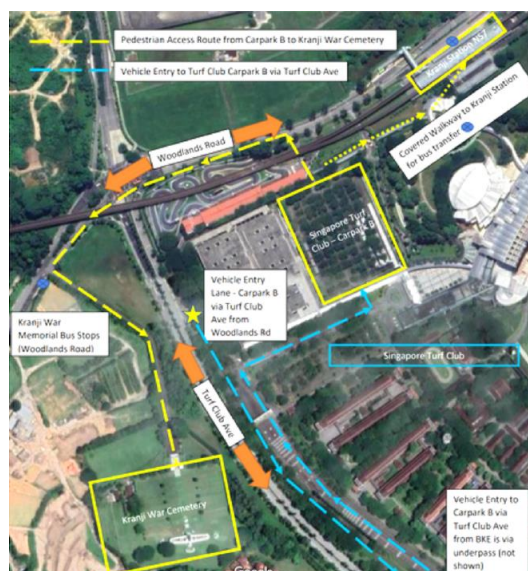 Pedestrian Access Route from Carpark B to Kranji War Cemetery
Vehicle Entry to Turf Club Carpark B via Turf Club Ave
Kranji Station NS7
Woodlands Road
Covered Walkway to Kranji Station
for bus transfer
Singapore Turf
Club – Carpark B
Vehicle Entry
Lane - Carpark B
via Turf Club
Ave from
Woodlands Rd
Kranji War
Memorial Bus Stops
(Woodlands Road)
Singapore Turf Club
Turf Club Ave
Kranji War Cemetery
Vehicle Entry to
Carpark B via
Turf Club Ave
from BKE is via
underpass (not
shown)
Google